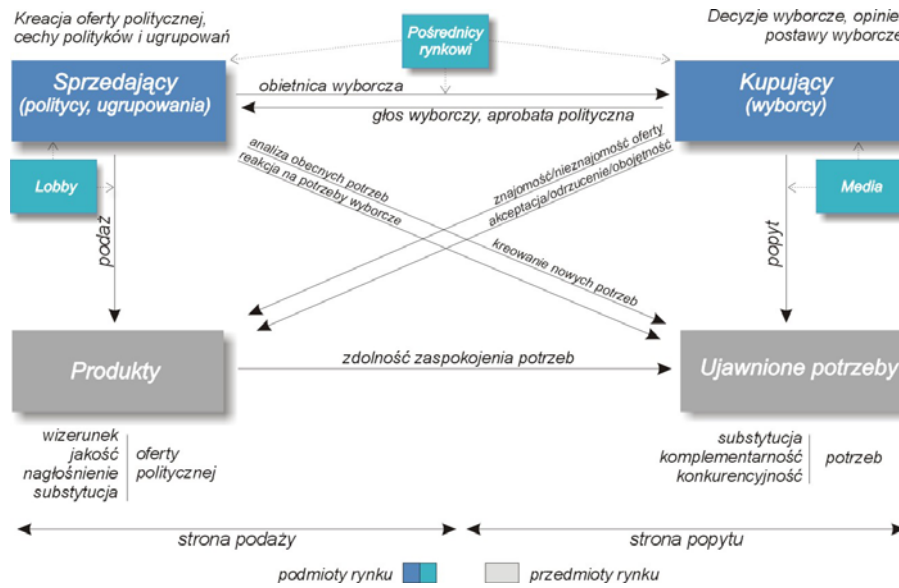 Kreacja oferty politycznej,
cechy polityków i ugrupowań
Pośrednicy
rynkowi
Decyzje wyborcze, opinie
postawy wyborcze
Sprzedający
(politycy, ugrupowania)
obietnica wyborcza
głos wyborczy, aprobata polityczna
Kupujący
(wyborcy)
Lobby
Media
analiza obecnych potrzeb
reakcja na potrzeby wyborcze
kreowanie nowych potrzeb
znajomość/nieznajomość oferty
akceptacja/odrzucenie/obojętność
podaż
popyt
Produkty
zdolność zaspokojenia potrzeb
Ujawnione potrzeby
wizerunek
jakość
nagłośnienie
substytucja
oferty
politycznej
substytucja
komplementarność
konkurencyjność
potrzeb
strona podaży
strona popytu
podmioty rynku
przedmioty rynku